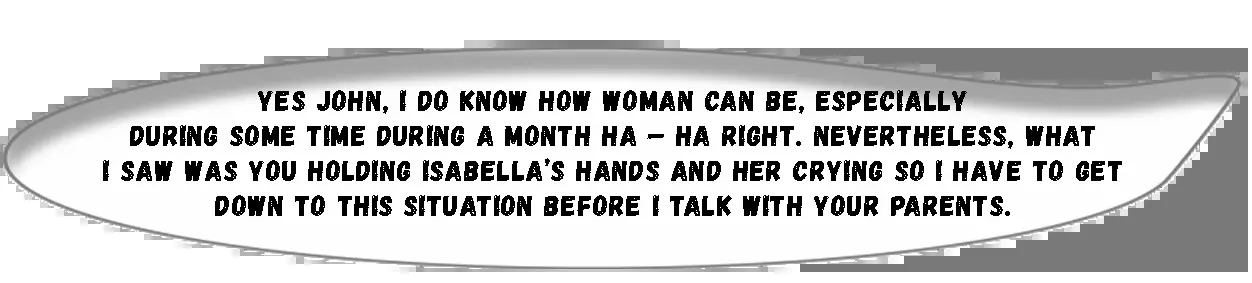 YES JOHN, I DO KNOW HOW WOMAN CAN BE, ESPECIALLY
DURING SOME TIME DURING A MONTH HA – HA RIGHT. NEVERTHELESS, WHAT
I SAW WAS YOU HOLDING ISABELLA'S HANDS AND HER CRYING SO I HAVE TO GET
DOWN TO THIS SITUATION BEFORE I TALK WITH YOUR PARENTS.